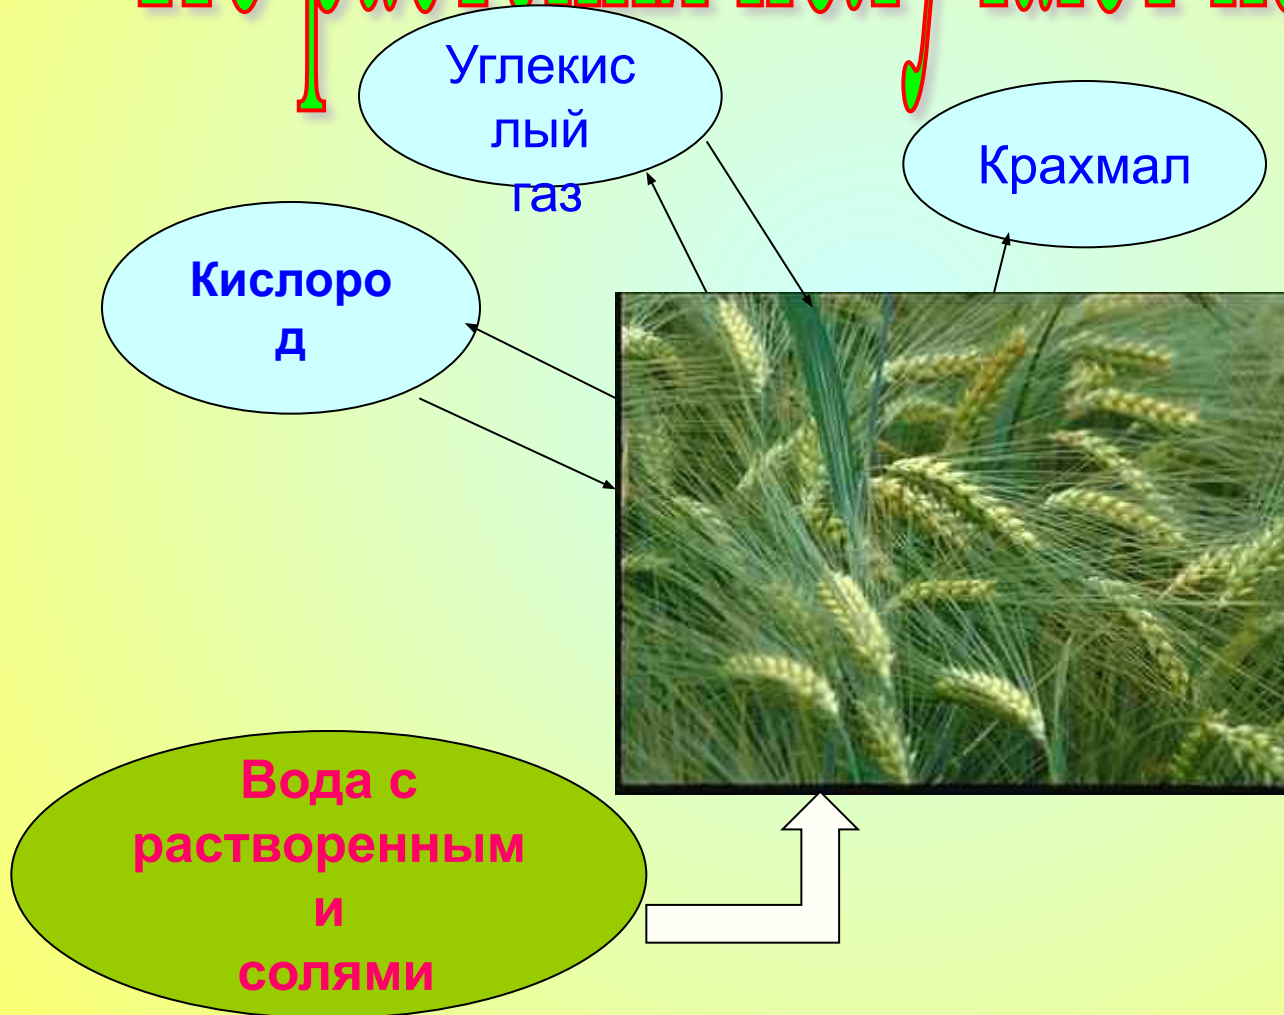 Углекис
лый
газ
Крахмал
Кислоро
д
Вода с
растворенным
и
солями